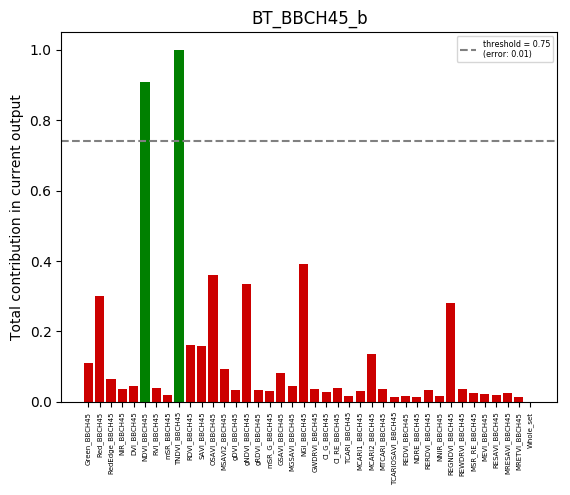 BT_BBCH45_b
threshold = 0.75
(error: 0.01)
Total contribution in current output
1.0
0.8
0.6
0.4
0.2
0.0
Green_BBCH45
Red_BBCH45
RedEdge_BBCH45
NIR_BBCH45
DVI_BBCH45
NDVI_BBCH45
RVI_BBCH45
mSR_BBCH45
TNDVI_BBCH45
RDVI_BBCH45
SAVI_BBCH45
OSAVI_BBCH45
MSAVI2_BBCH45
gDVI_BBCH45
gNDVI_BBCH45
gRDVI_BBCH45
mSR_G_BBCH45
GSAVI_BBCH45
MGSAVI_BBCH45
NGI_BBCH45
GWDRVI_BBCH45
CI_G_BBCH45
CI_RE_BBCH45
TCARI_BBCH45
MCARI1_BBCH45
MCARI2_BBCH45
MTCARI_BBCH45
TCARIOSAVI_BBCH45
REDVI_BBCH45
NDRE_BBCH45
RERDVI_BBCH45
NNIR_BBCH45
REGNDVI_BBCH45
REWDRVI_BBCH45
MSR_RE_BBCH45
MEVI_BBCH45
RESAVI_BBCH45
MRESAVI_BBCH45
MRETVI_BBCH45
Whole_set